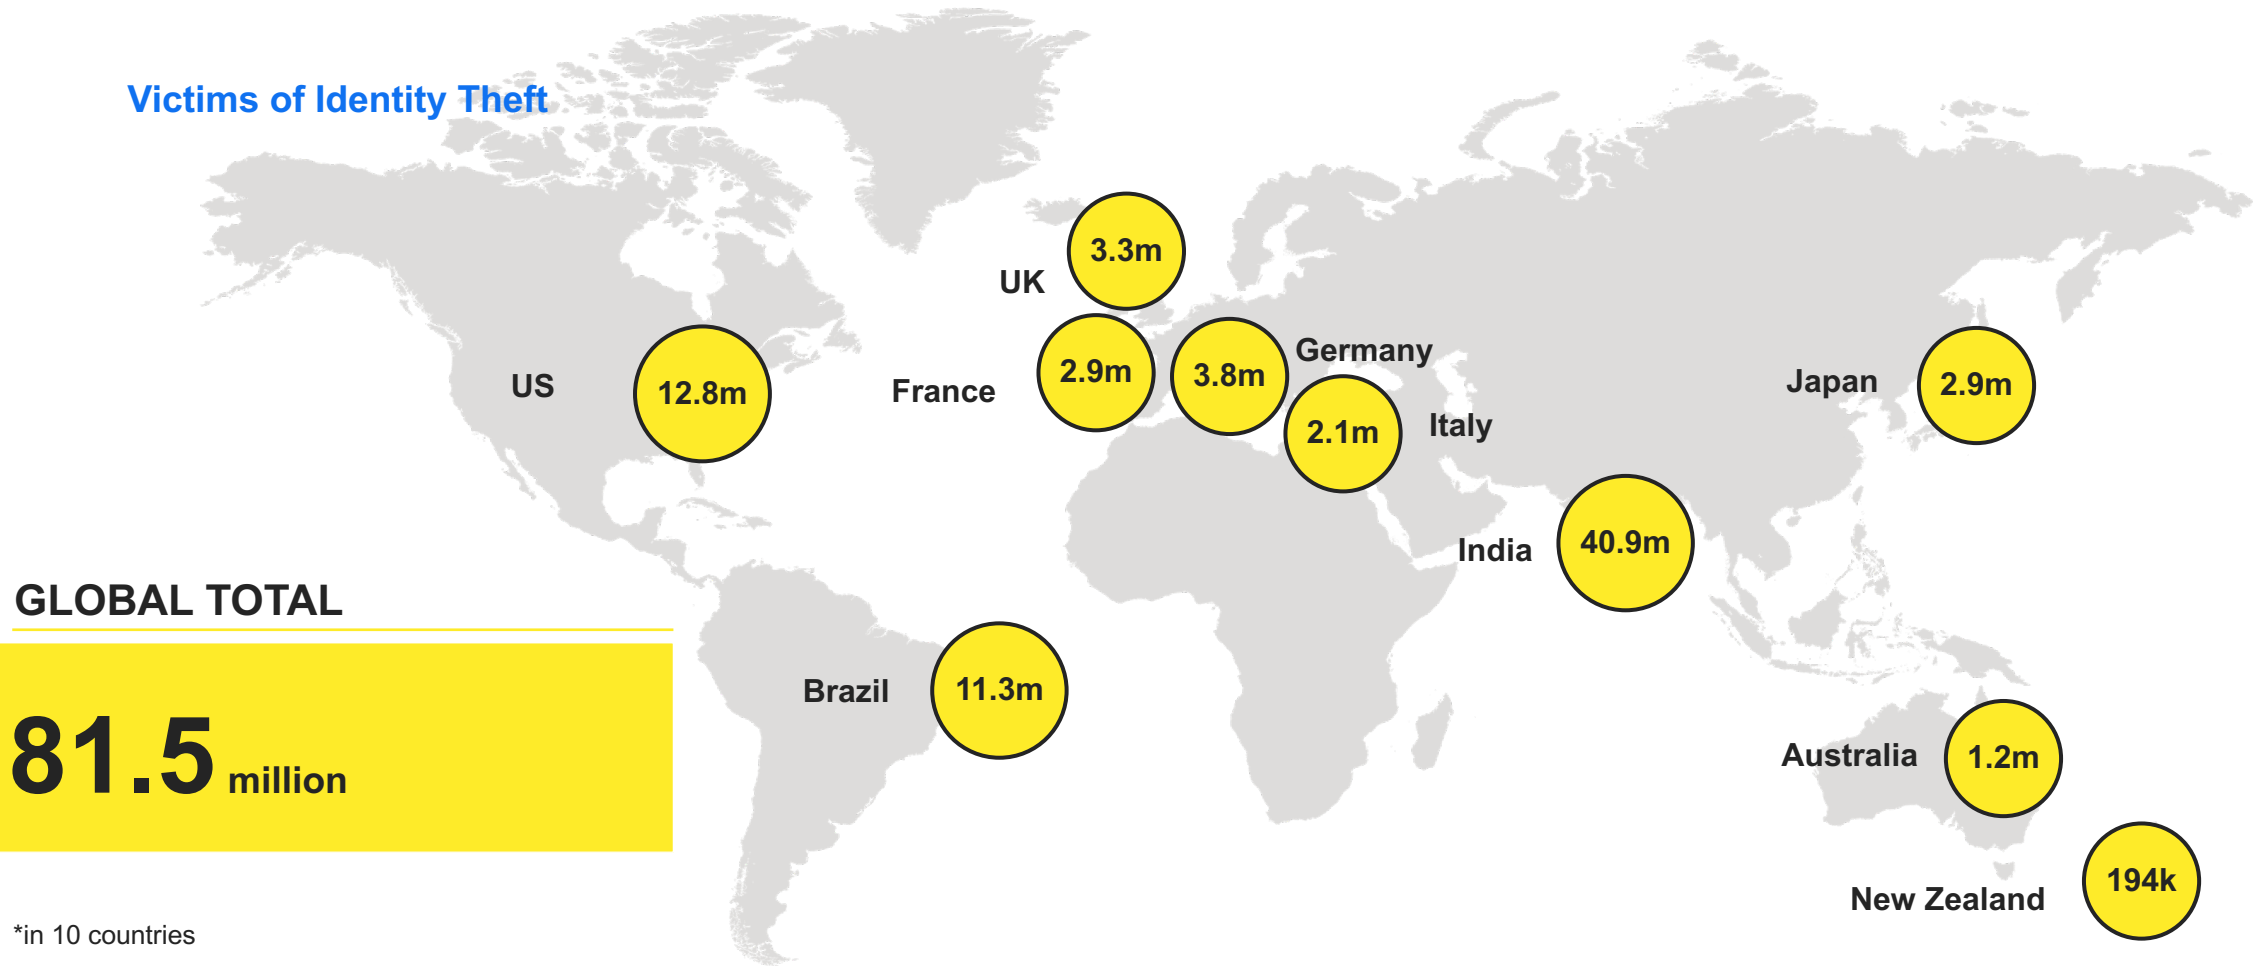 Victims of Identity Theft
3.3m
UK
US
12.8m
France
2.9m
3.8m
Germany
2.1m
Italy
Japan
2.9m
India
40.9m
GLOBAL TOTAL
81.5 million
Brazil
11.3m
Australia
1.2m
New Zealand
194k
*in 10 countries